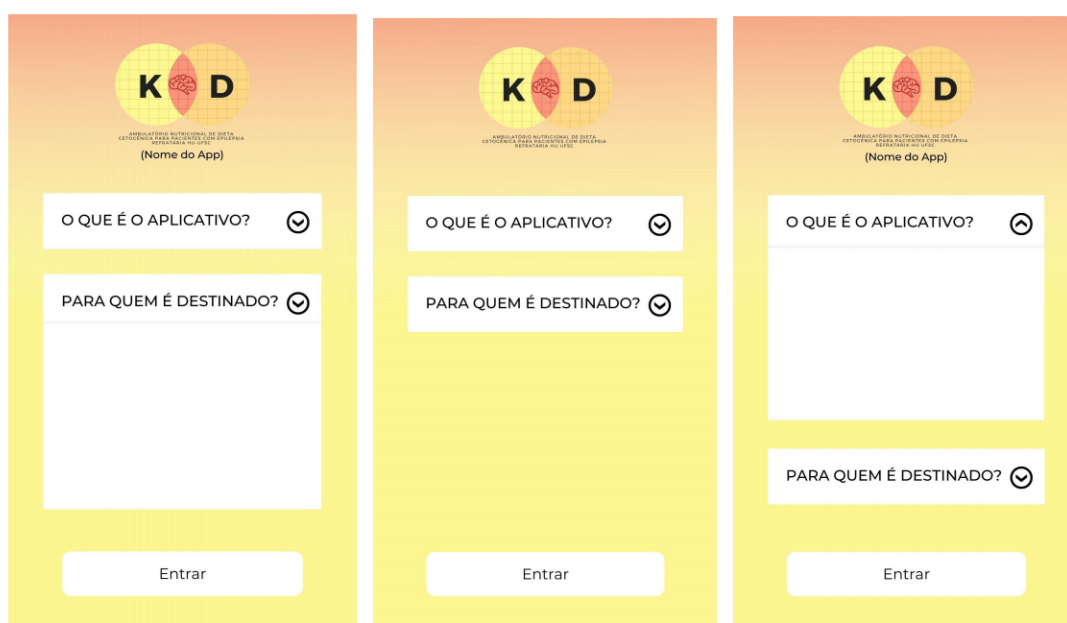 K D
AMBULATÓRIO NUTRICIONAL DE DIETA
CETOGÊNICA PARA PACIENTES COM EPILEPSIA
REFRATÁRIA HU UFSC
(Nome do App)
O QUE É O APLICATIVO?
PARA QUEM É DESTINADO?
Entrar
K D
AMBULATÓRIO NUTRICIONAL DE DIETA
CETOGÊNICA PARA PACIENTES COM EPILEPSIA
REFRATÁRIA HU UFSC
O QUE É O APLICATIVO?
PARA QUEM É DESTINADO?
Entrar
K D
AMBULATÓRIO NUTRICIONAL DE DIETA
CETOGÊNICA PARA PACIENTES COM EPILEPSIA
REFRATÁRIA HU UFSC
(Nome do App)
O QUE É O APLICATIVO?
PARA QUEM É DESTINADO?
Entrar